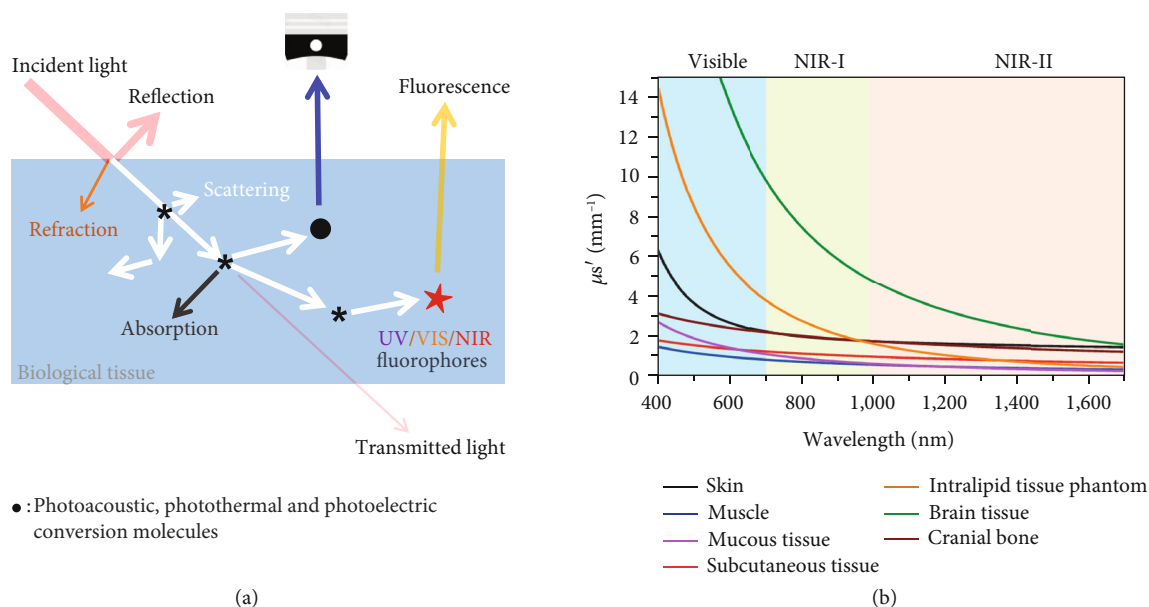 Incident light
Reflection
Fluorescence
Scattering
Refraction
*
*
*
Absorption
UV/VIS/NIR
fluorophores
Biological tissue
Transmitted light
● : Photoacoustic, photothermal and photoelectric
conversion molecules
(a)
Visible NIR-I NIR-II
14
12
10
8
6
4
2
0
μs′ (mm⁻¹)
400 600 800 1,000 1,200 1,400 1,600
Wavelength (nm)
Skin
Muscle
Mucous tissue
Subcutaneous tissue
Intralipid tissue phantom
Brain tissue
Cranial bone
(b)